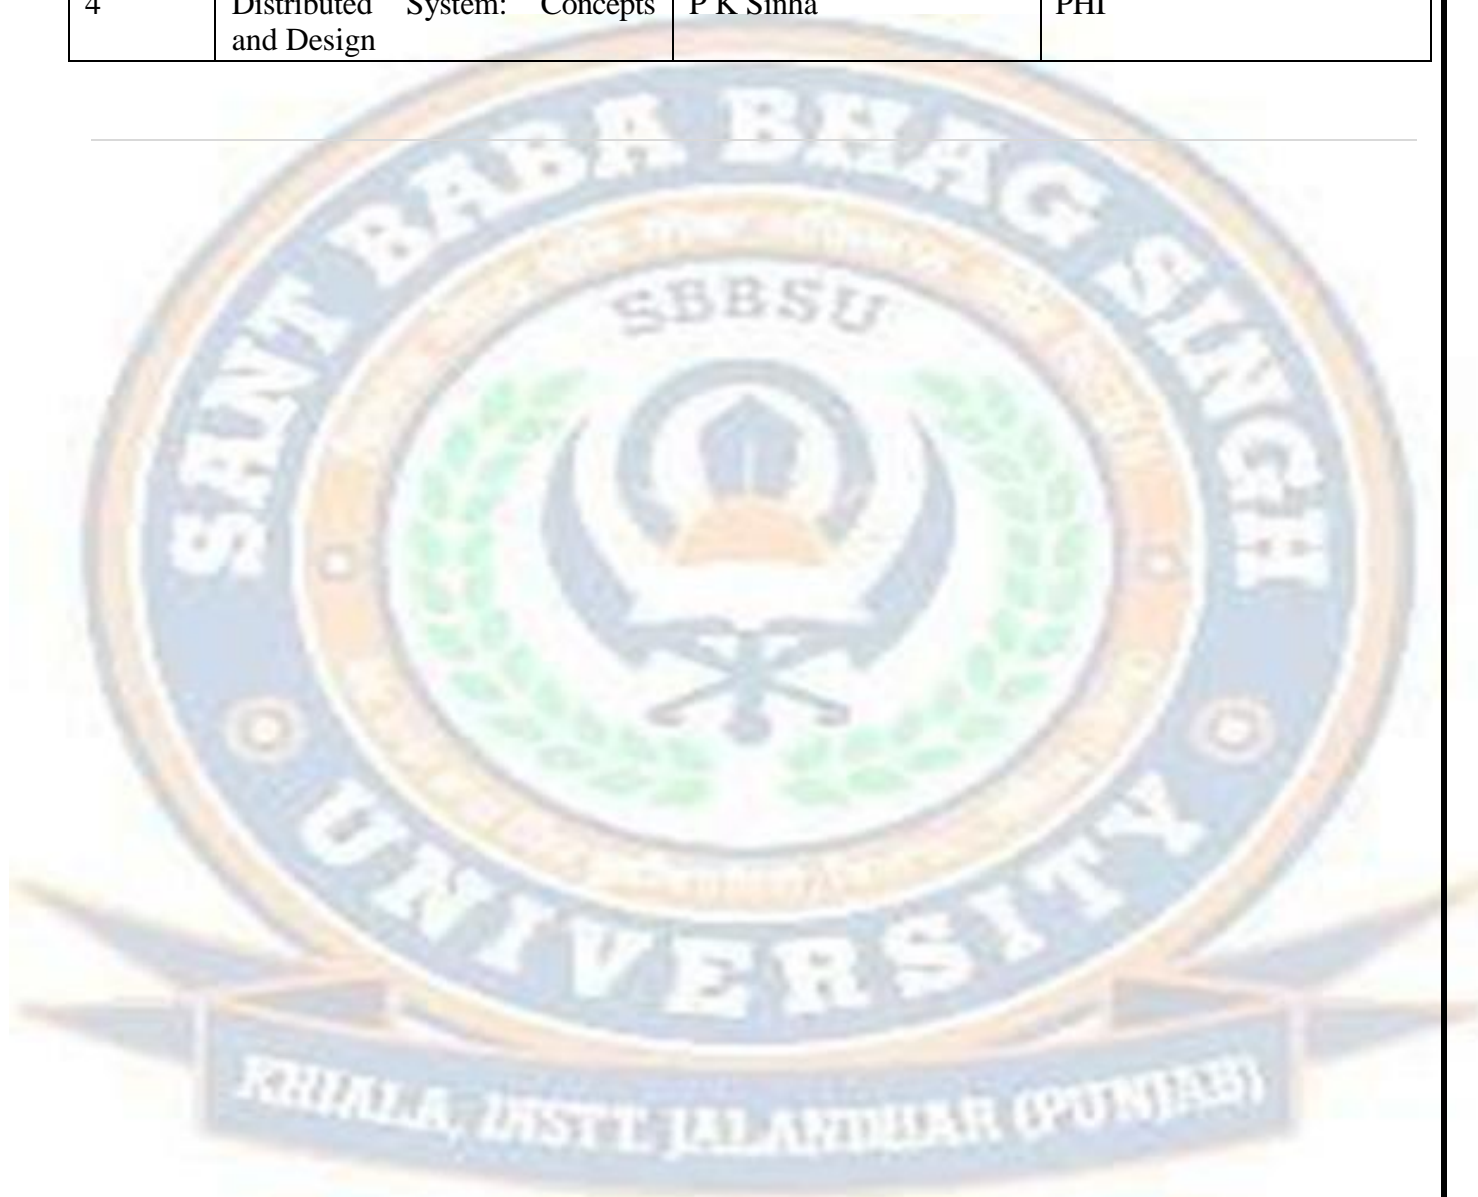 4 Distributed System: Concepts P K Sinha PHI
and Design
SANT BABA BHAG SINGH
SBBSU
UNIVERSITY
KHIALA, DISTT. JALANDHAR (PUNJAB)